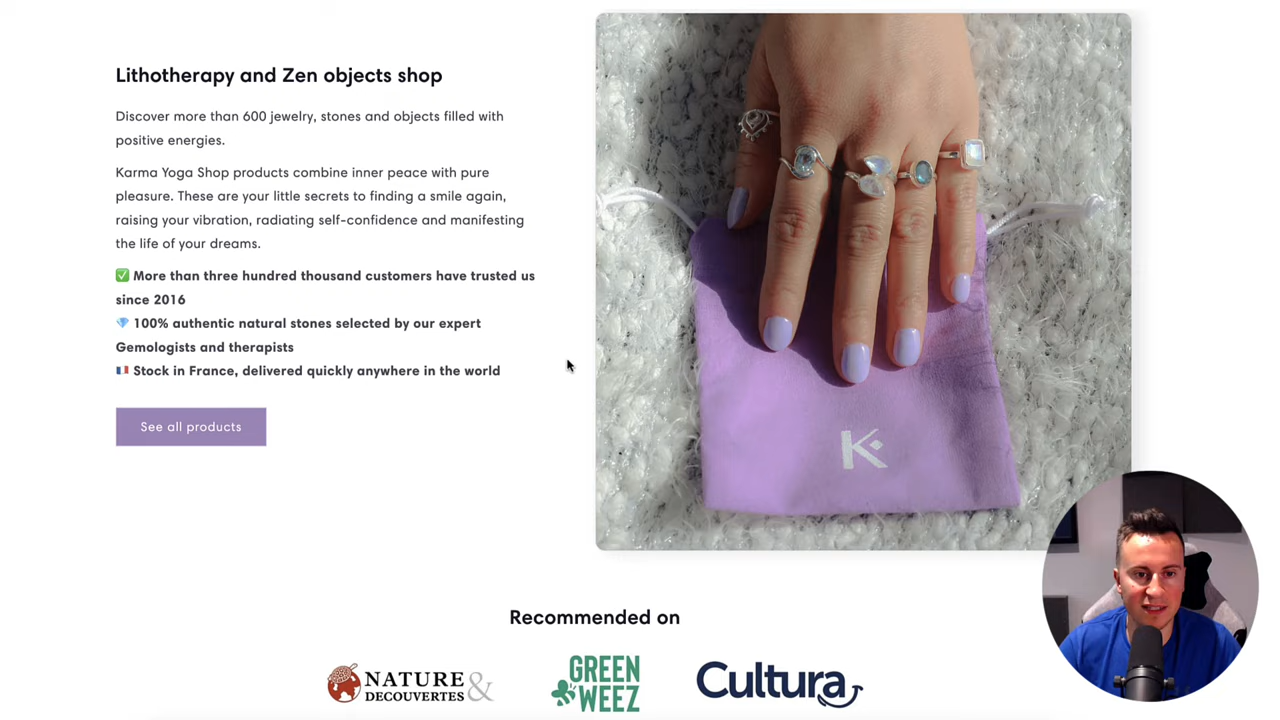 Lithotherapy and Zen objects shop
Discover more than 600 jewelry, stones and objects filled with
positive energies.
Karma Yoga Shop products combine inner peace with pure
pleasure. These are your little secrets to finding a smile again,
raising your vibration, radiating self-confidence and manifesting
the life of your dreams.
✅ More than three hundred thousand customers have trusted us
since 2016
💎 100% authentic natural stones selected by our expert
Gemologists and therapists
🇫🇷 Stock in France, delivered quickly anywhere in the world
See all products
K
Recommended on
NATURE &
DECOUVERTES
GREEN
WEEZ
Cultura